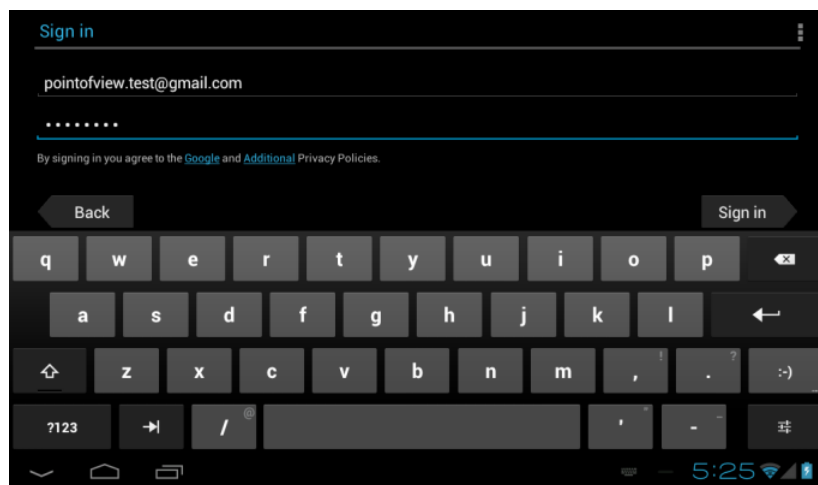 Sign in
pointofview.test@gmail.com
••••••••
By signing in you agree to the Google and Additional Privacy Policies.
Back
Sign in
q w e r t y u i o p
a s d f g h j k l
z x c v b n m , ! . ? :-)
?123 / @ ' " - _
5:25